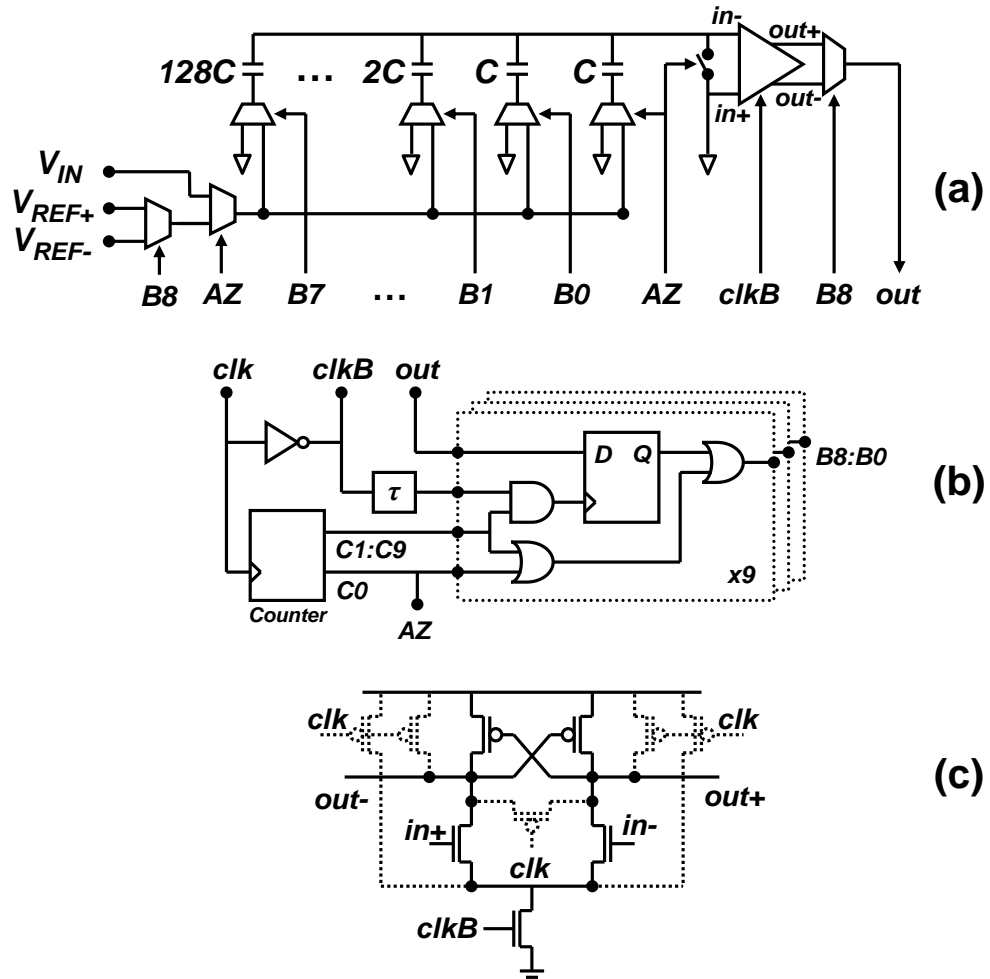 in- out+
128C ... 2C C C
in+ out-
V_IN
V_REF+
V_REF-
(a)
B8 AZ B7 ... B1 B0 AZ clkB B8 out
clk clkB out
D Q
B8:B0
(b)
τ
C1:C9
C0
x9
Counter
AZ
clk clk
(c)
out- out+
in+ in-
clk
clkB